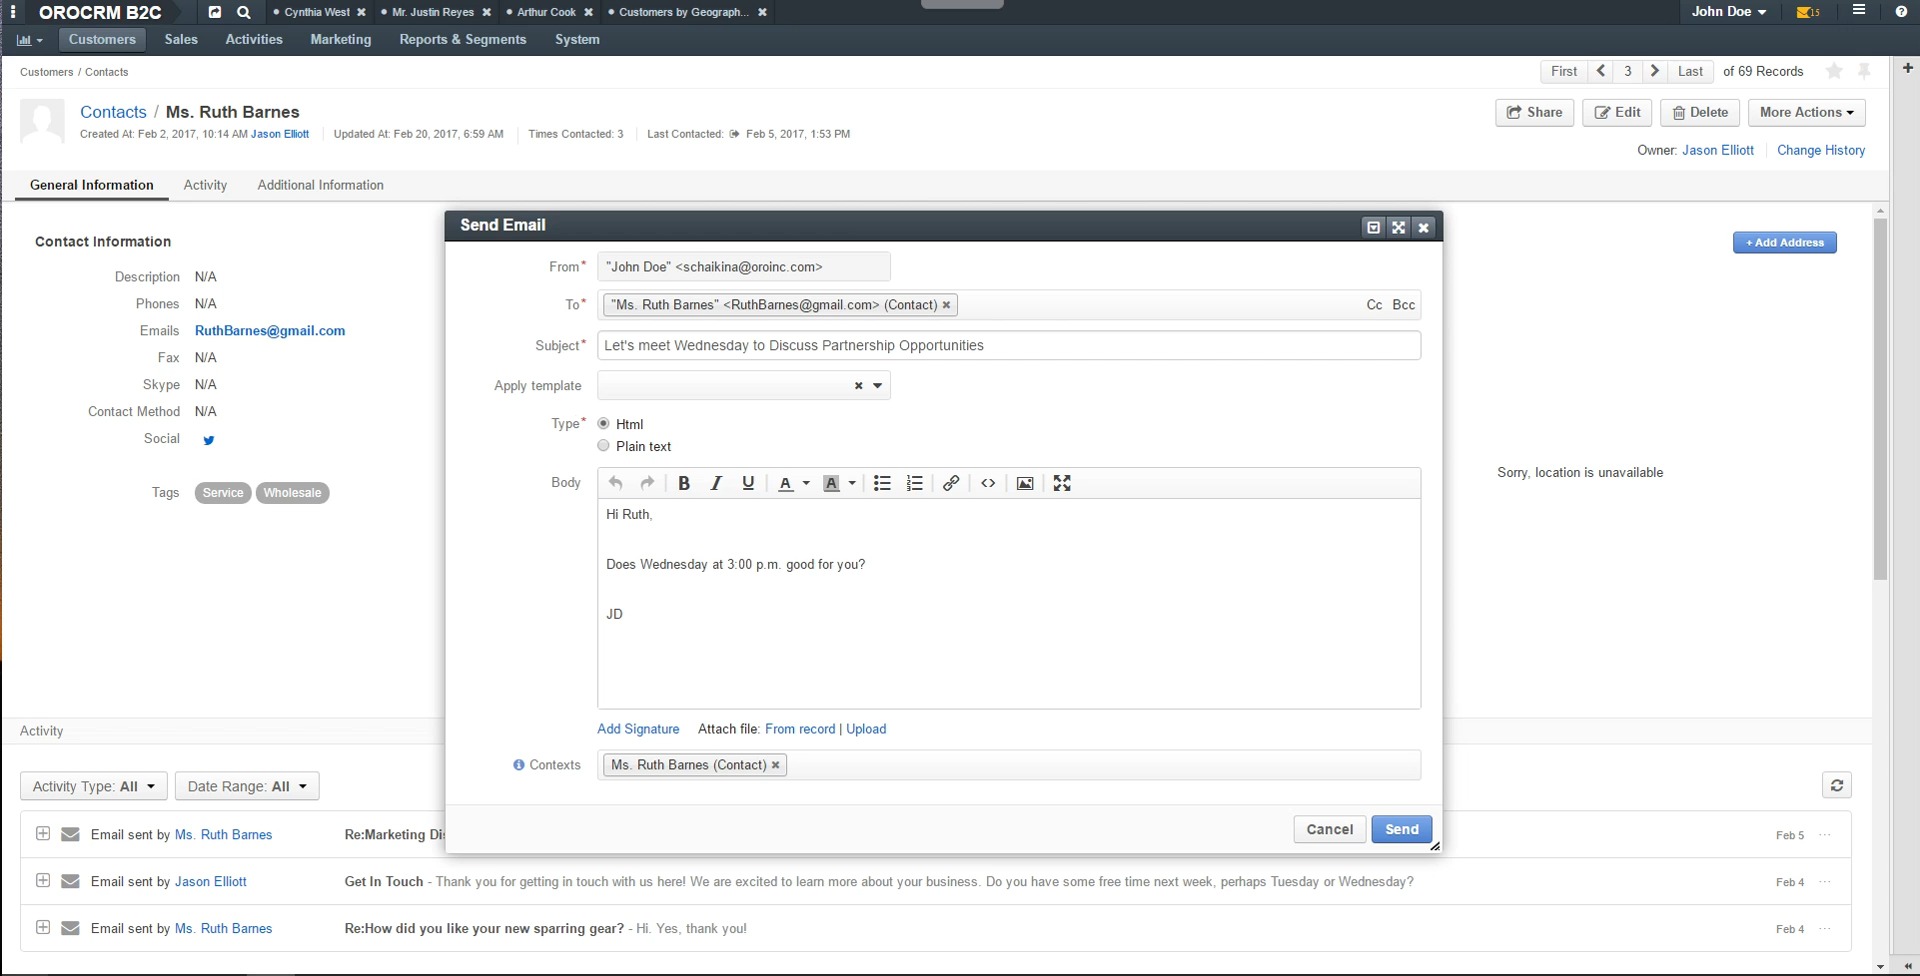 OROCRM B2C
Cynthia West
Mr. Justin Reyes
Arthur Cook
Customers by Geograph...
John Doe
15
Customers
Sales
Activities
Marketing
Reports & Segments
System
Customers / Contacts
First 3 Last of 69 Records
Contacts / Ms. Ruth Barnes
Created At: Feb 2, 2017, 10:14 AM Jason Elliott
Updated At: Feb 20, 2017, 6:59 AM
Times Contacted: 3
Last Contacted: Feb 5, 2017, 1:53 PM
Share
Edit
Delete
More Actions
Owner: Jason Elliott
Change History
General Information
Activity
Additional Information
Contact Information
Description N/A
Phones N/A
Emails RuthBarnes@gmail.com
Fax N/A
Skype N/A
Contact Method N/A
Social
Tags Service Wholesale
+ Add Address
Sorry, location is unavailable
Send Email
From* "John Doe" <schaikina@oroinc.com>
To* "Ms. Ruth Barnes" <RuthBarnes@gmail.com> (Contact) Cc Bcc
Subject* Let's meet Wednesday to Discuss Partnership Opportunities
Apply template
Type* Html
Plain text
Body B I U A A
Hi Ruth,
Does Wednesday at 3:00 p.m. good for you?
JD
Add Signature Attach file: From record | Upload
Contexts Ms. Ruth Barnes (Contact)
Cancel
Send
Activity
Activity Type: All
Date Range: All
Email sent by Ms. Ruth Barnes Re:Marketing Di Feb 5 ...
Email sent by Jason Elliott Get In Touch - Thank you for getting in touch with us here! We are excited to learn more about your business. Do you have some free time next week, perhaps Tuesday or Wednesday? Feb 4 ...
Email sent by Ms. Ruth Barnes Re:How did you like your new sparring gear? - Hi. Yes, thank you! Feb 4 ...